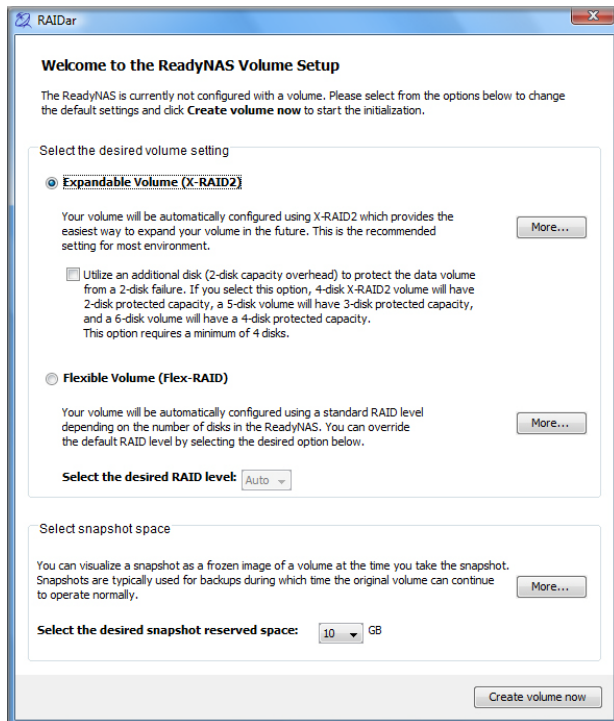 RAIDar
Welcome to the ReadyNAS Volume Setup
The ReadyNAS is currently not configured with a volume. Please select from the options below to change
the default settings and click Create volume now to start the initialization.
Select the desired volume setting
Expandable Volume (X-RAID2)
Your volume will be automatically configured using X-RAID2 which provides the
easiest way to expand your volume in the future. This is the recommended
setting for most environment.
More...
Utilize an additional disk (2-disk capacity overhead) to protect the data volume
from a 2-disk failure. If you select this option, 4-disk X-RAID2 volume will have
2-disk protected capacity, a 5-disk volume will have 3-disk protected capacity,
and a 6-disk volume will have a 4-disk protected capacity.
This option requires a minimum of 4 disks.
Flexible Volume (Flex-RAID)
Your volume will be automatically configured using a standard RAID level
depending on the number of disks in the ReadyNAS. You can override
the default RAID level by selecting the desired option below.
More...
Select the desired RAID level: Auto
Select snapshot space
You can visualize a snapshot as a frozen image of a volume at the time you take the snapshot.
Snapshots are typically used for backups during which time the original volume can continue
to operate normally.
More...
Select the desired snapshot reserved space: 10 GB
Create volume now